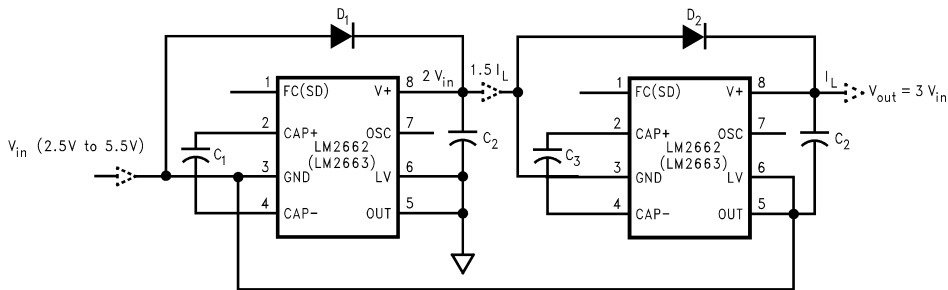 D1
D2
2 Vin
1.5 IL
IL
Vout = 3 Vin
Vin (2.5V to 5.5V)
1
FC(SD)
V+
8
2
CAP+
OSC
7
LM2662
(LM2663)
3
GND
LV
6
4
CAP-
OUT
5
C1
C2
1
FC(SD)
V+
8
2
CAP+
OSC
7
LM2662
(LM2663)
3
GND
LV
6
4
CAP-
OUT
5
C3
C2